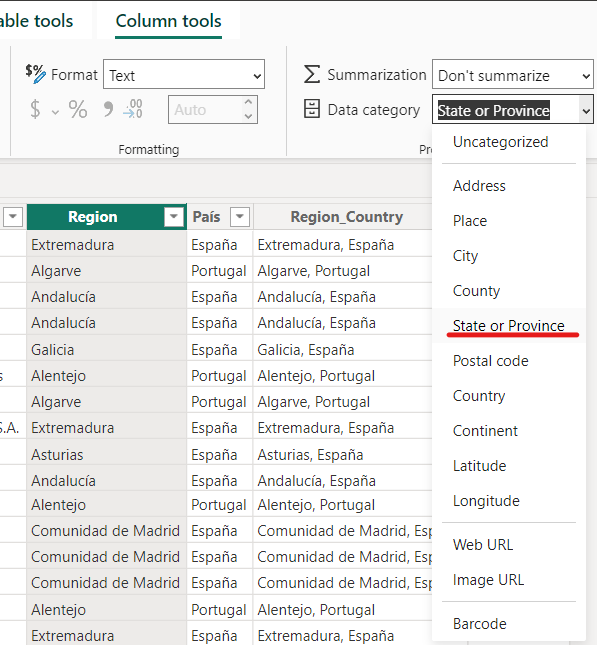 able tools Column tools
$% Format Text
Summarization Don't summarize
$ % , .00 Auto
Data category State or Province
Formatting
Pr
Uncategorized
Address
Place
City
County
State or Province
Postal code
Country
Continent
Latitude
Longitude
Web URL
Image URL
Barcode
Region País Region_Country
Extremadura España Extremadura, España
Algarve Portugal Algarve, Portugal
Andalucía España Andalucía, España
Andalucía España Andalucía, España
Galicia España Galicia, España
s Alentejo Portugal Alentejo, Portugal
Algarve Portugal Algarve, Portugal
S.A. Extremadura España Extremadura, España
Asturias España Asturias, España
Andalucía España Andalucía, España
Alentejo Portugal Alentejo, Portugal
Comunidad de Madrid España Comunidad de Madrid, Esp
Comunidad de Madrid España Comunidad de Madrid, Esp
Comunidad de Madrid España Comunidad de Madrid, Esp
Alentejo Portugal Alentejo, Portugal
Extremadura España Extremadura, España